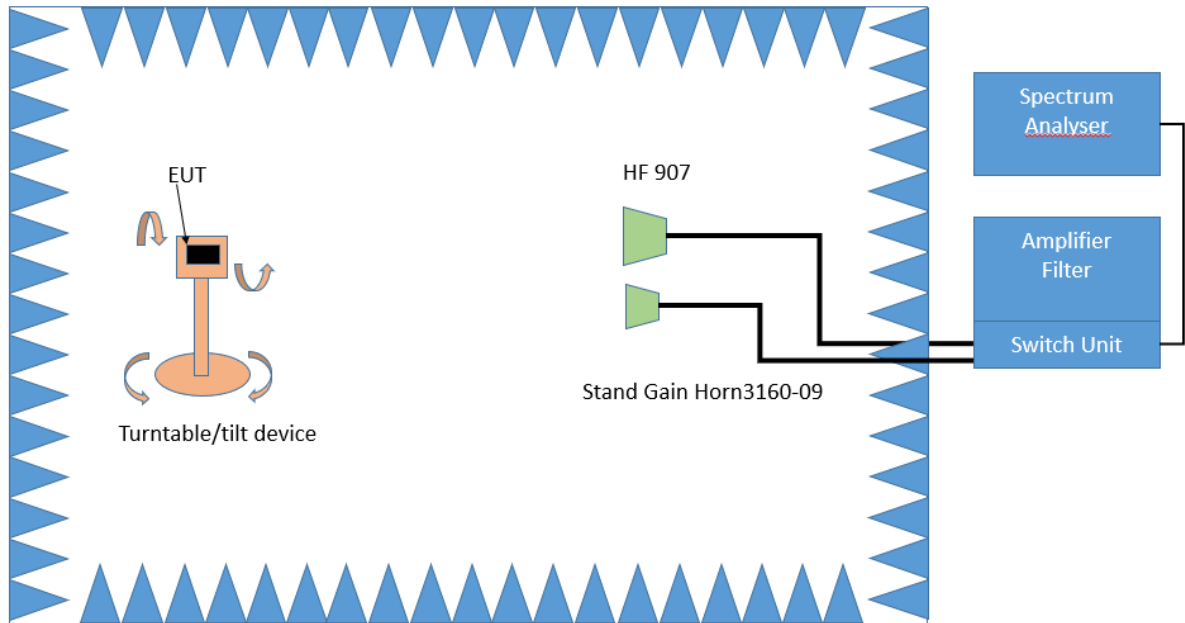 EUT
HF 907
Stand Gain Horn3160-09
Turntable/tilt device
Spectrum
Analyser
Amplifier
Filter
Switch Unit